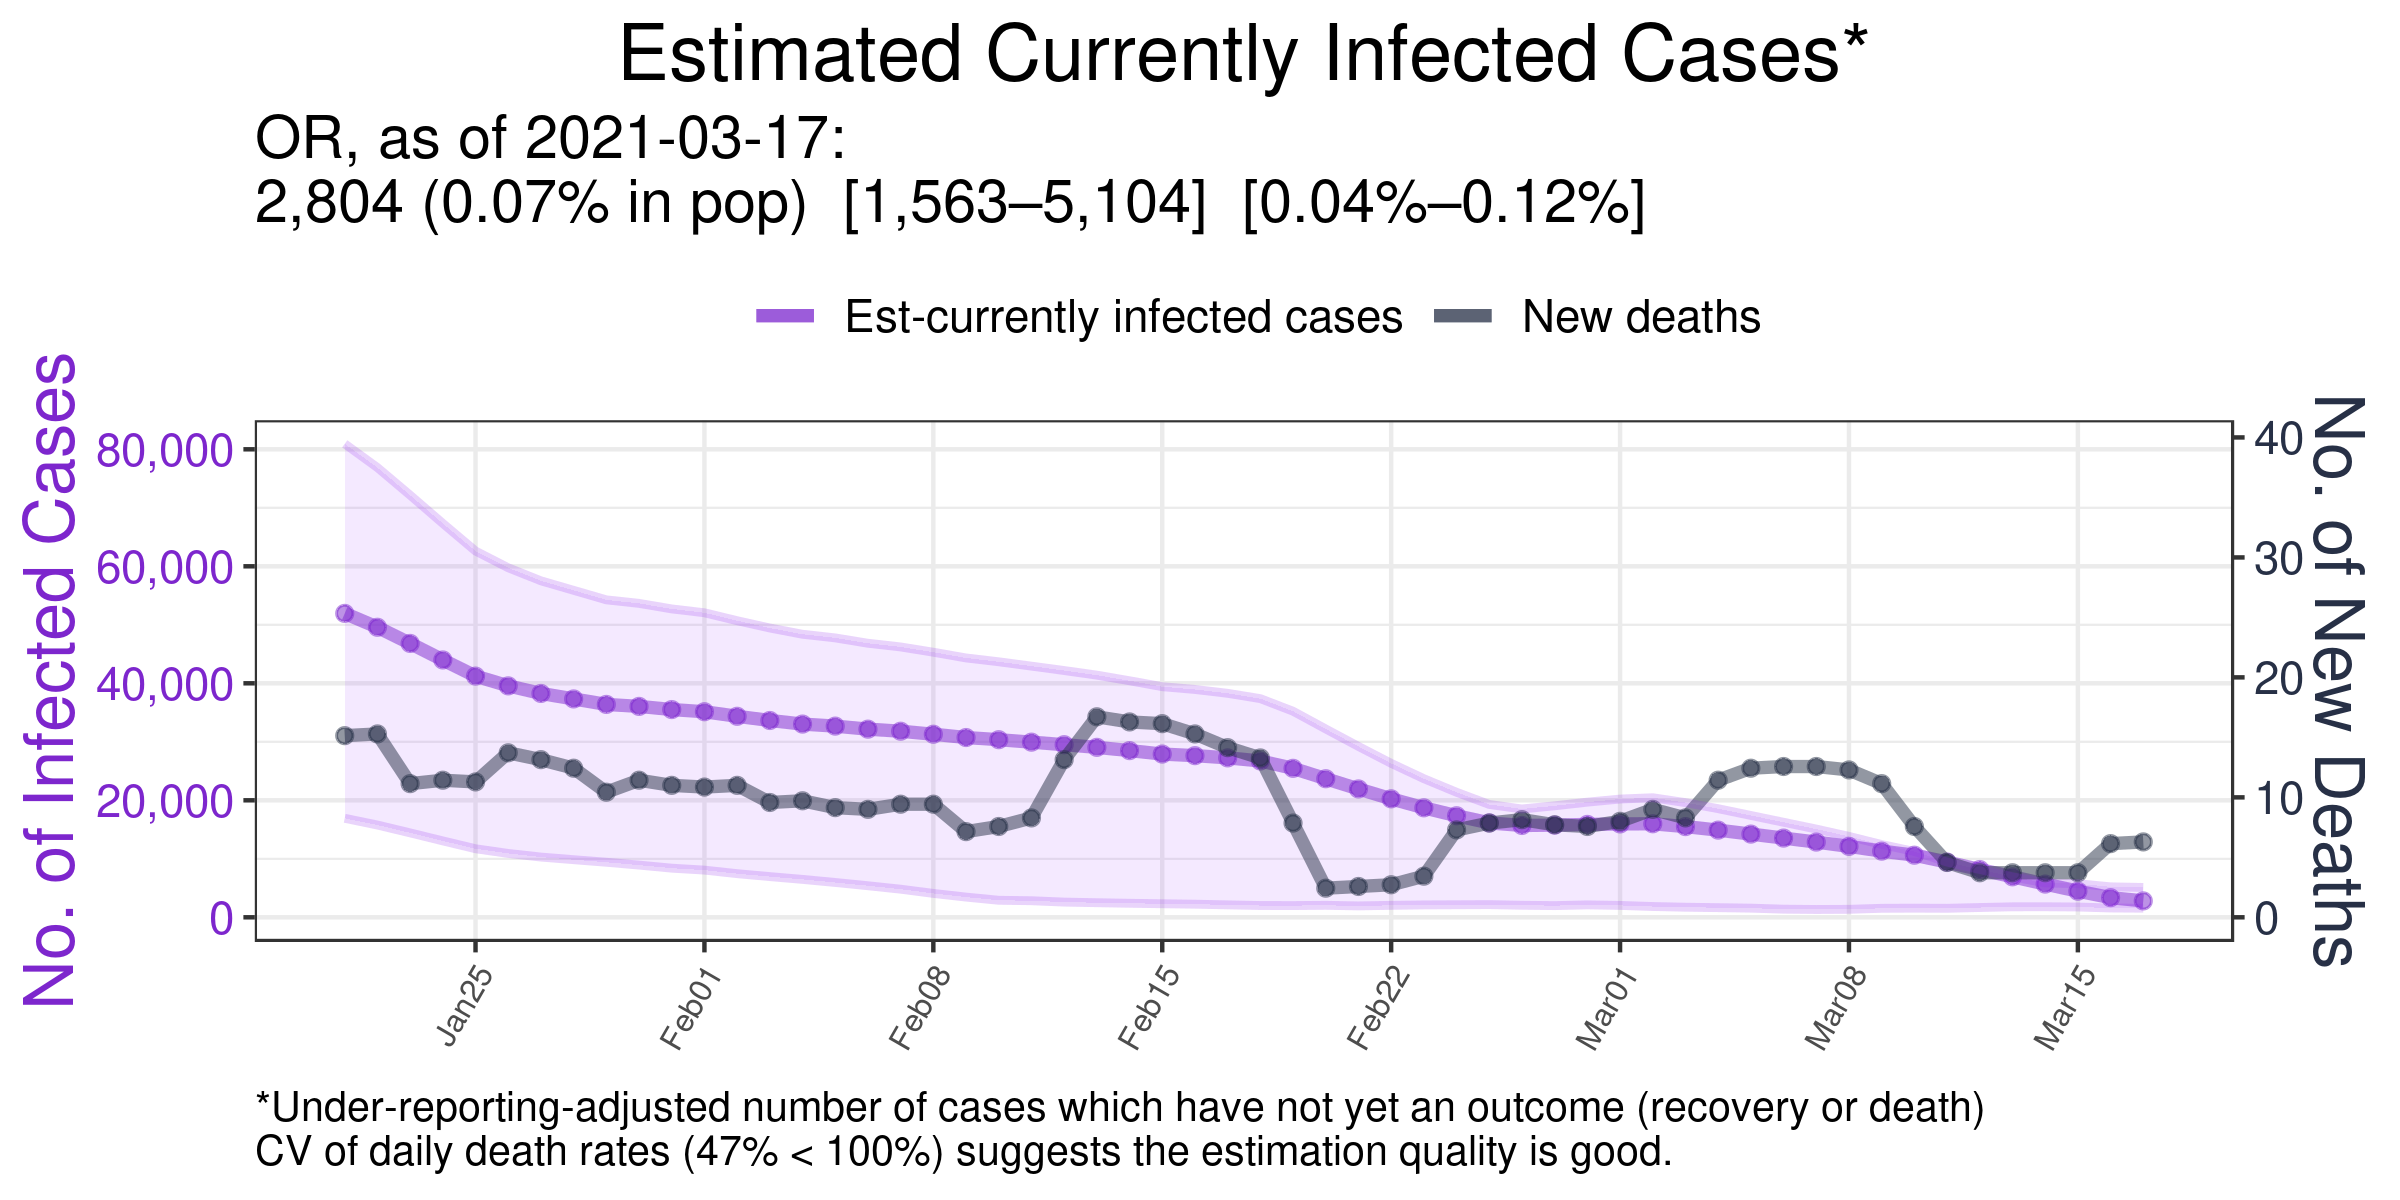 Estimated Currently Infected Cases*
OR, as of 2021-03-17:
2,804 (0.07% in pop)  [1,563–5,104]  [0.04%–0.12%]
Est-currently infected cases
New deaths
No. of Infected Cases
80,000
60,000
40,000
20,000
0
40
30
20
10
0
No. of New Deaths
Jan25
Feb01
Feb08
Feb15
Feb22
Mar01
Mar08
Mar15
*Under-reporting-adjusted number of cases which have not yet an outcome (recovery or death)
CV of daily death rates (47% < 100%) suggests the estimation quality is good.